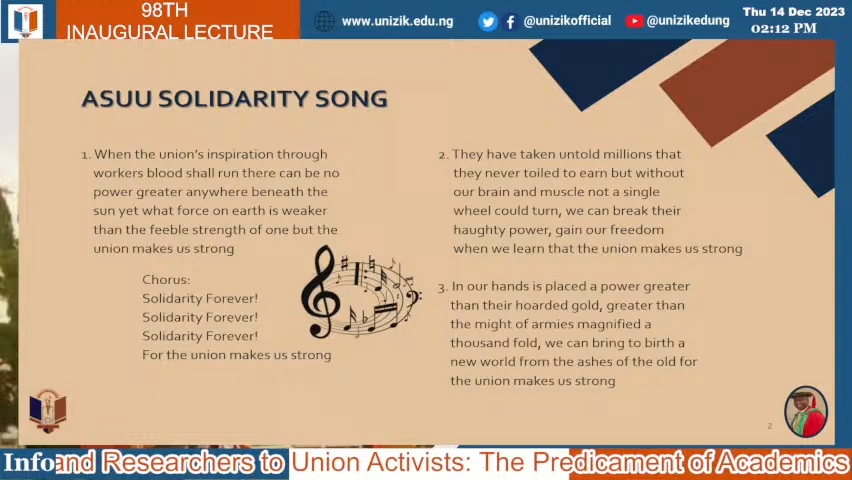 98TH
INAUGURAL LECTURE
www.unizik.edu.ng
@unizikofficial
@unizikedung
Thu 14 Dec 2023
02:12 PM
ASUU SOLIDARITY SONG
1. When the union's inspiration through
workers blood shall run there can be no
power greater anywhere beneath the
sun yet what force on earth is weaker
than the feeble strength of one but the
union makes us strong
Chorus:
Solidarity Forever!
Solidarity Forever!
Solidarity Forever!
For the union makes us strong
2. They have taken untold millions that
they never toiled to earn but without
our brain and muscle not a single
wheel could turn, we can break their
haughty power, gain our freedom
when we learn that the union makes us strong
3. In our hands is placed a power greater
than their hoarded gold, greater than
the might of armies magnified a
thousand fold, we can bring to birth a
new world from the ashes of the old for
the union makes us strong
2
Info and Researchers to Union Activists: The Predicament of Academics